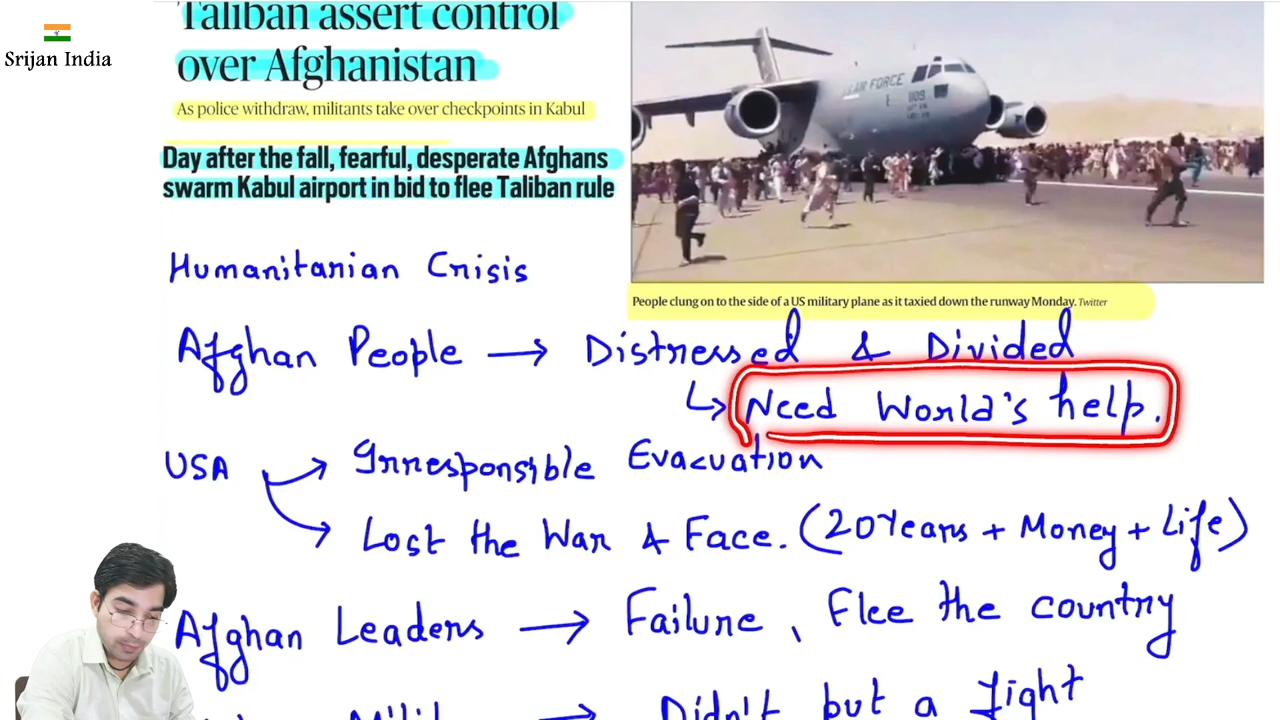 Srijan India
Taliban assert control
over Afghanistan
As police withdraw, militants take over checkpoints in Kabul
Day after the fall, fearful, desperate Afghans
swarm Kabul airport in bid to flee Taliban rule
U.S. AIR FORCE
1109
People clung on to the side of a US military plane as it taxied down the runway Monday. Twitter
Humanitarian Crisis
Afghan People → Distressed & Divided
↳ Need World's help.
USA → Irresponsible Evacuation
→ Lost the War & Face. (20 Years + Money + Life)
Afghan Leaders → Failure, Flee the country
→ Didn't but a fight